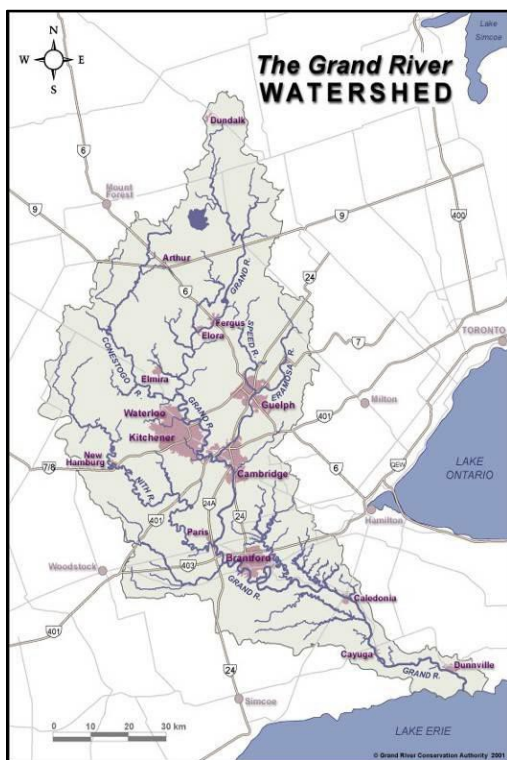 Lake
Simcoe
N
W E
S
The Grand River
WATERSHED
Dundalk
6
Mount
Forest
9
9
400
Arthur
24
6
GRAND R.
Fergus
Elora
SPEED R.
7
TORONTO
CONESTOGO R.
ERAMOSA R.
Elmira
GRAND R.
Guelph
401
Milton
Waterloo
Kitchener
New
Hamburg
7/8
Cambridge
6
QEW
LAKE
ONTARIO
NITH R.
24A
24
401
Hamilton
Paris
Brantford
Woodstock
403
GRAND R.
Caledonia
401
Cayuga
Dunnville
24
GRAND R.
Simcoe
0 10 20 30 km
LAKE ERIE
© Grand River Conservation Authority 2001